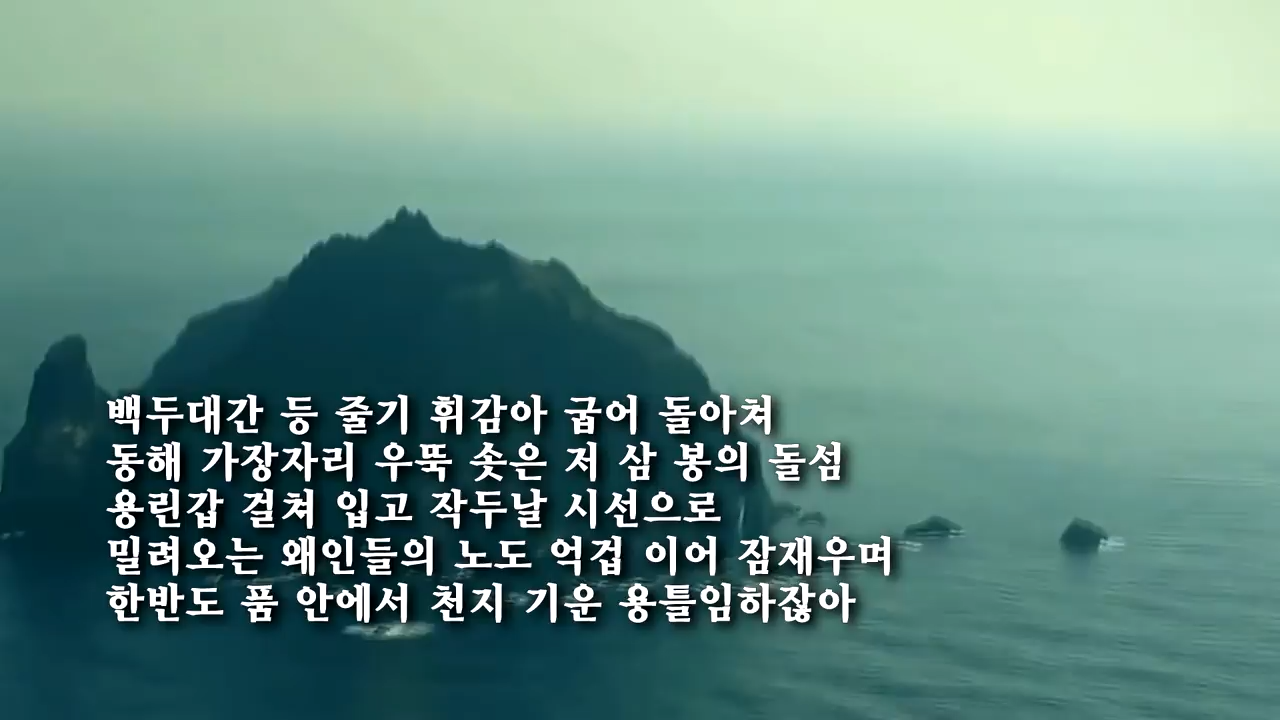 백두대간 등 줄기 휘감아 굽어 돌아쳐
동해 가장자리 우뚝 솟은 저 삼 봉의 돌섬
용린갑 걸쳐 입고 작두날 시선으로
밀려오는 왜인들의 노도 억겁 이어 잠재우며
한반도 품 안에서 천지 기운 용틀임하잖아